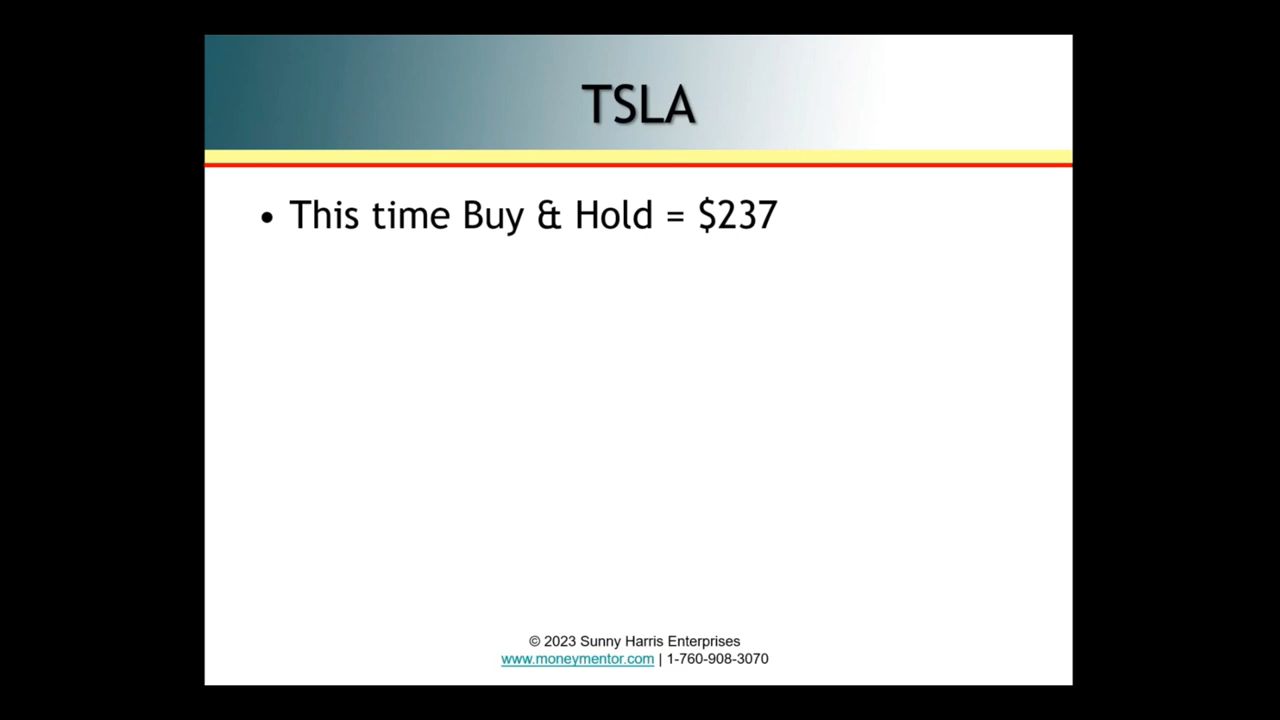 TSLA
• This time Buy & Hold = $237
© 2023 Sunny Harris Enterprises
www.moneymentor.com | 1-760-908-3070